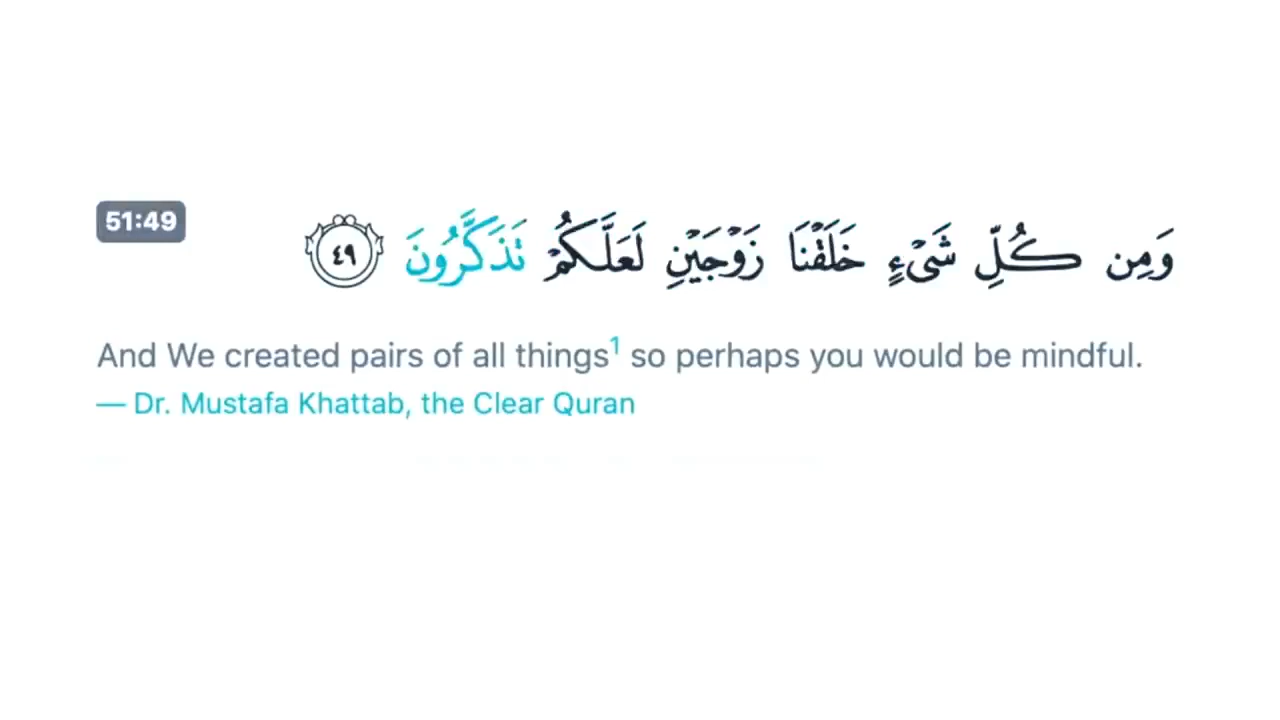 51:49
وَمِن كُلِّ شَىْءٍ خَلَقْنَا زَوْجَيْنِ لَعَلَّكُمْ تَذَكَّرُونَ ٤٩
And We created pairs of all things¹ so perhaps you would be mindful.
— Dr. Mustafa Khattab, the Clear Quran